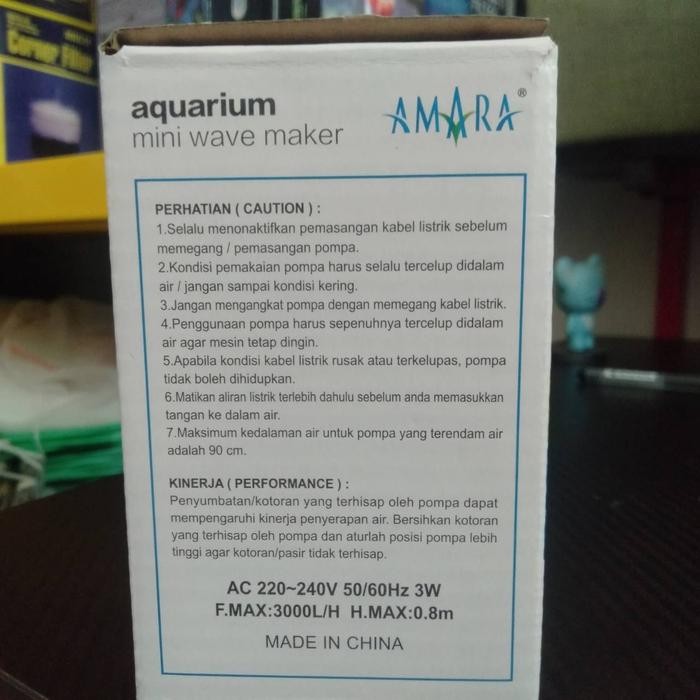 Corner Filter
aquarium
mini wave maker
AMARA®
PERHATIAN ( CAUTION ) :
1.Selalu menonaktifkan pemasangan kabel listrik sebelum
memegang / pemasangan pompa.
2.Kondisi pemakaian pompa harus selalu tercelup didalam
air / jangan sampai kondisi kering.
3.Jangan mengangkat pompa dengan memegang kabel listrik.
4.Penggunaan pompa harus sepenuhnya tercelup didalam
air agar mesin tetap dingin.
5.Apabila kondisi kabel listrik rusak atau terkelupas, pompa
tidak boleh dihidupkan.
6.Matikan aliran listrik terlebih dahulu sebelum anda memasukkan
tangan ke dalam air.
7.Maksimum kedalaman air untuk pompa yang terendam air
adalah 90 cm.
KINERJA ( PERFORMANCE ) :
Penyumbatan/kotoran yang terhisap oleh pompa dapat
mempengaruhi kinerja penyerapan air. Bersihkan kotoran
yang terhisap oleh pompa dan aturlah posisi pompa lebih
tinggi agar kotoran/pasir tidak terhisap.
AC 220~240V 50/60Hz 3W
F.MAX:3000L/H H.MAX:0.8m
MADE IN CHINA